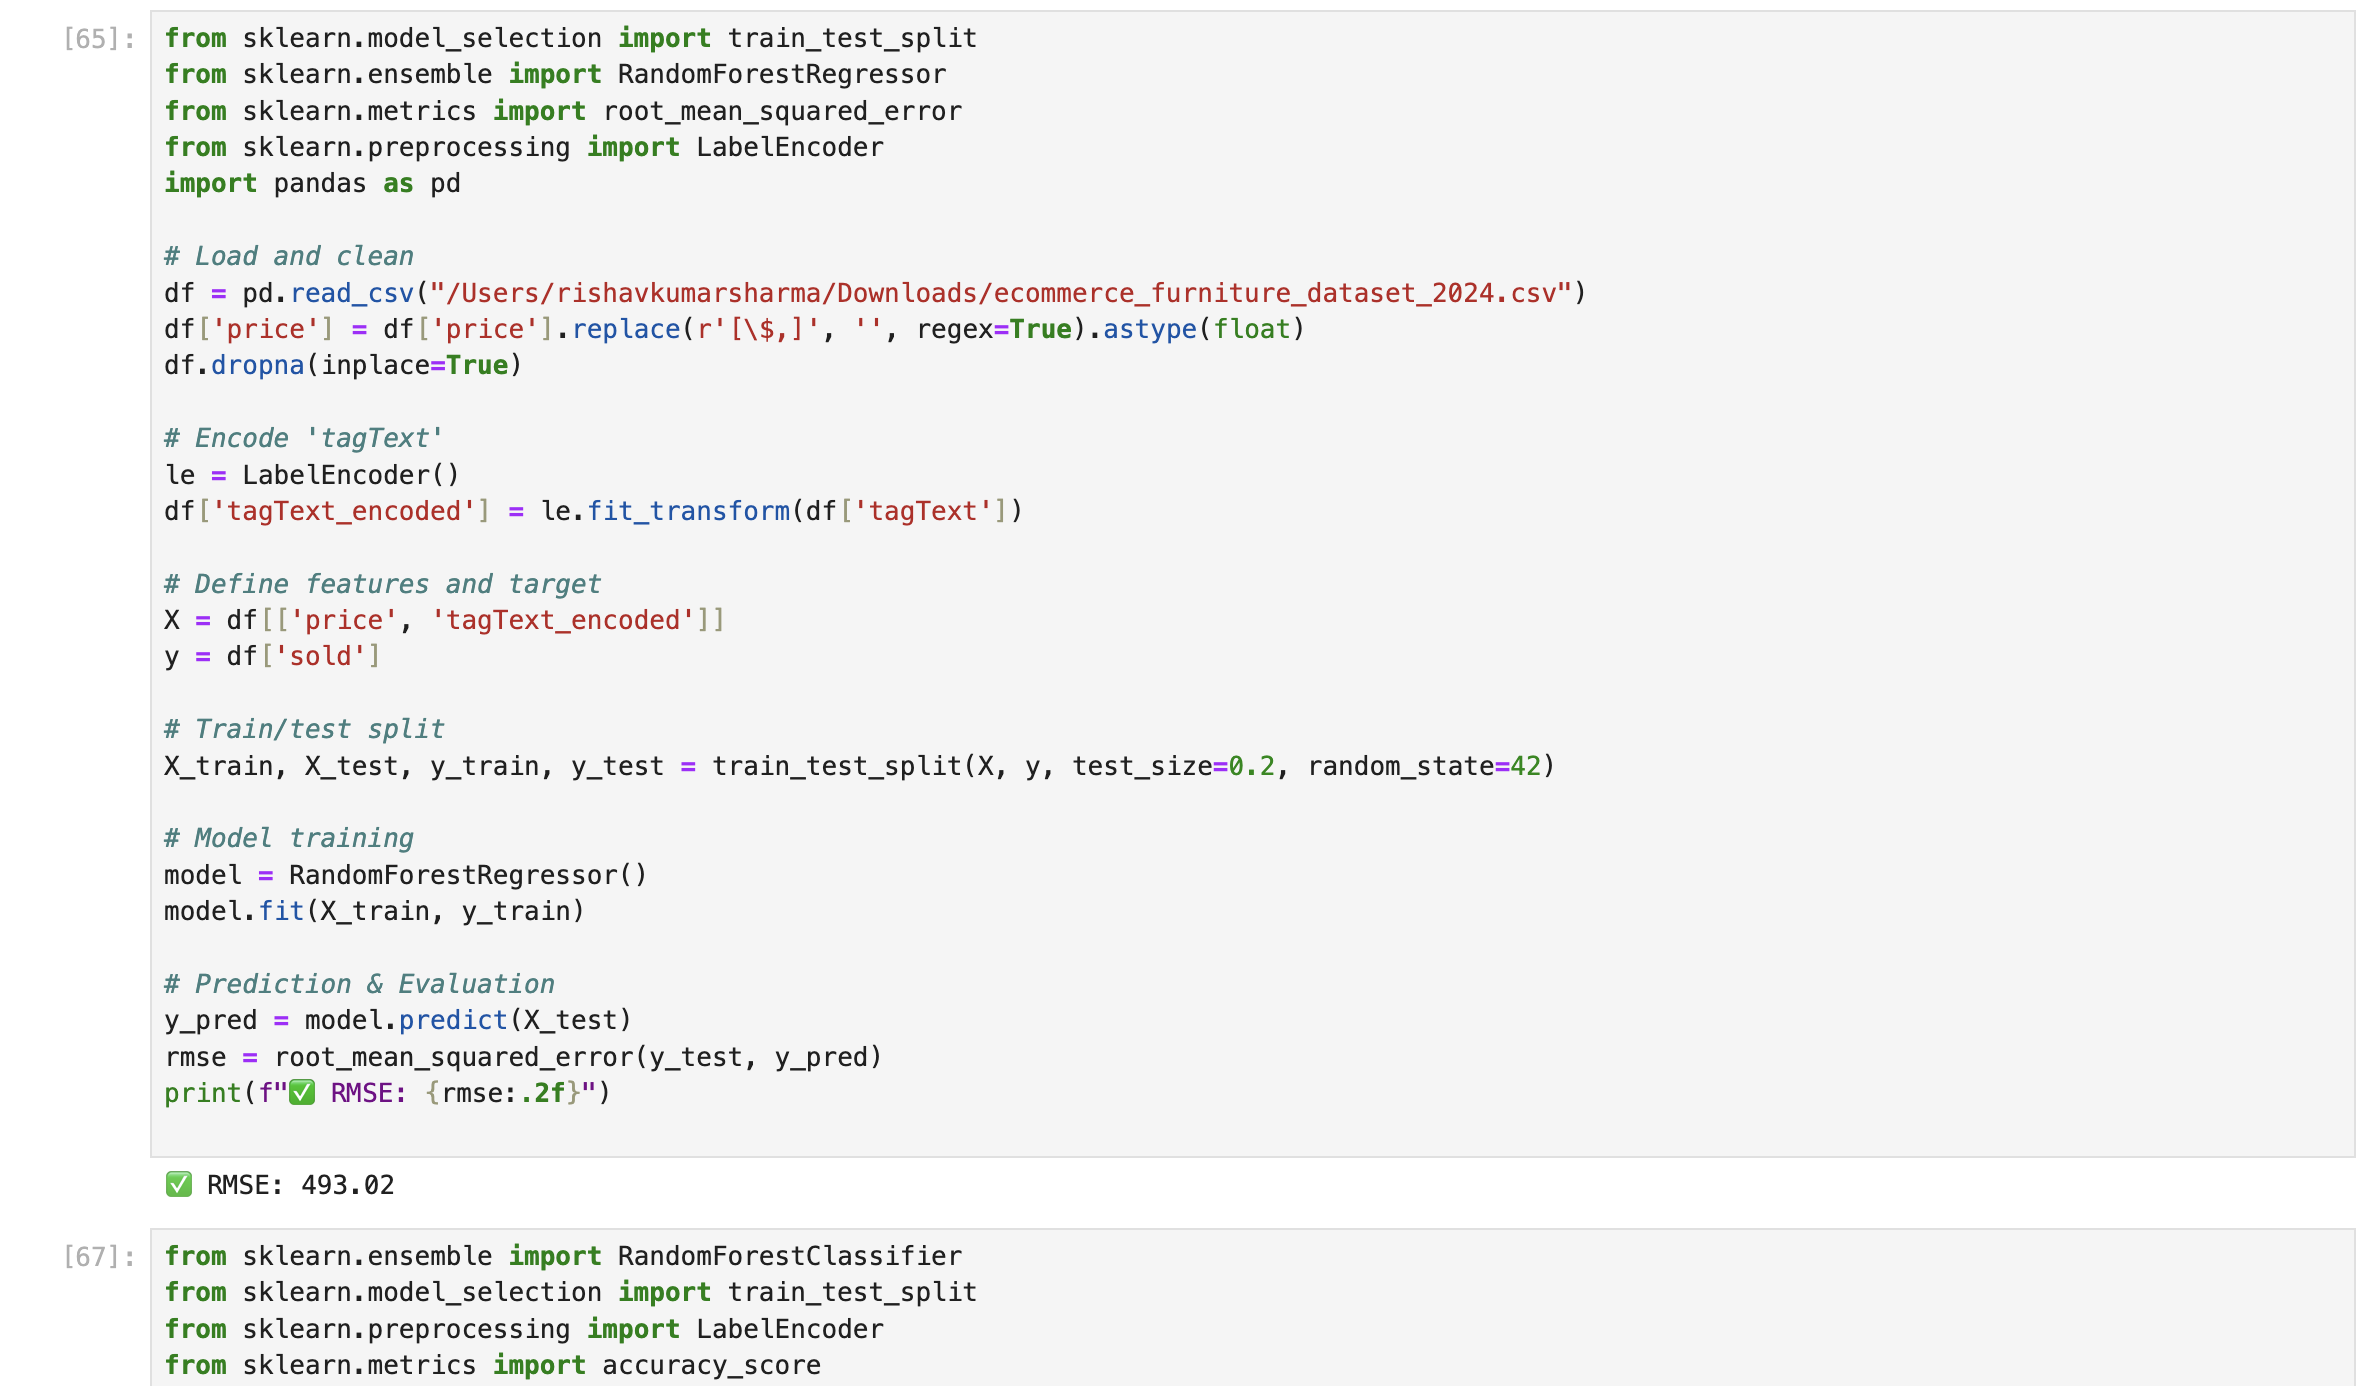 [65]:
from sklearn.model_selection import train_test_split
from sklearn.ensemble import RandomForestRegressor
from sklearn.metrics import root_mean_squared_error
from sklearn.preprocessing import LabelEncoder
import pandas as pd
# Load and clean
df = pd.read_csv("/Users/rishavkumarsharma/Downloads/ecommerce_furniture_dataset_2024.csv")
df['price'] = df['price'].replace(r'[\$,]', '', regex=True).astype(float)
df.dropna(inplace=True)
# Encode 'tagText'
le = LabelEncoder()
df['tagText_encoded'] = le.fit_transform(df['tagText'])
# Define features and target
X = df[['price', 'tagText_encoded']]
y = df['sold']
# Train/test split
X_train, X_test, y_train, y_test = train_test_split(X, y, test_size=0.2, random_state=42)
# Model training
model = RandomForestRegressor()
model.fit(X_train, y_train)
# Prediction & Evaluation
y_pred = model.predict(X_test)
rmse = root_mean_squared_error(y_test, y_pred)
print(f"✅ RMSE: {rmse:.2f}")
✅ RMSE: 493.02
[67]:
from sklearn.ensemble import RandomForestClassifier
from sklearn.model_selection import train_test_split
from sklearn.preprocessing import LabelEncoder
from sklearn.metrics import accuracy_score